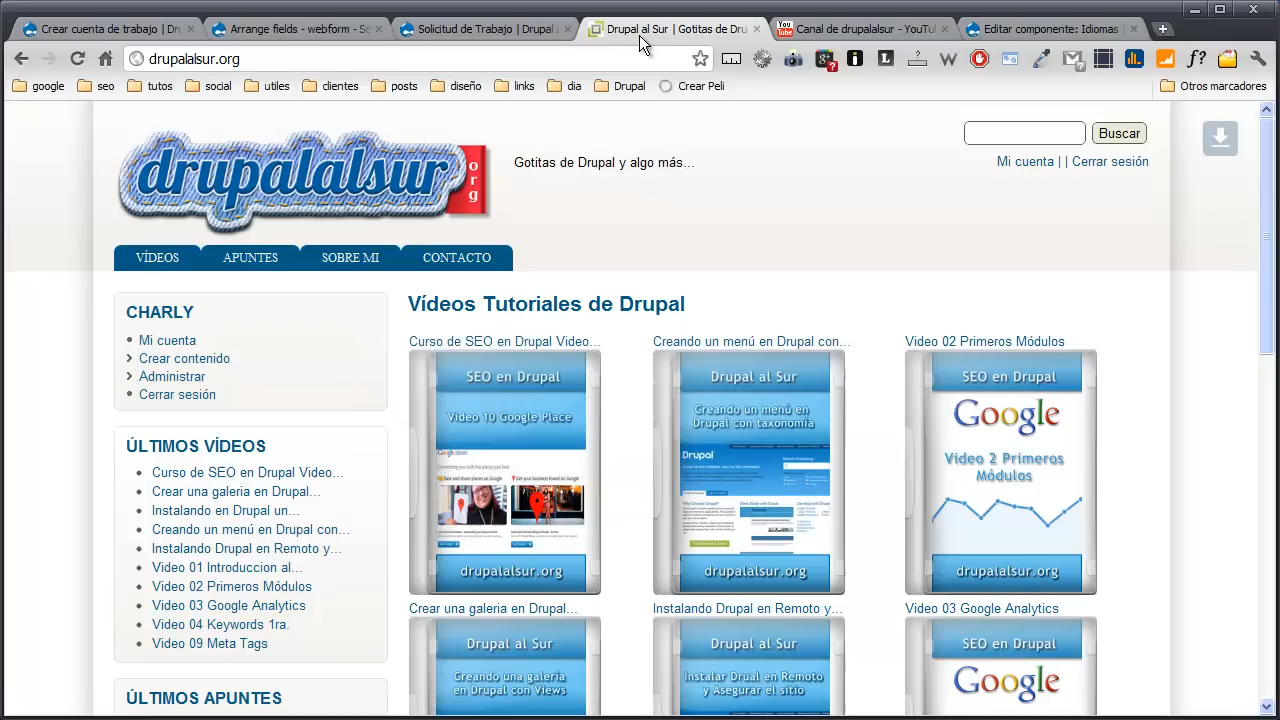 Crear cuenta de trabajo | Dru
Arrange fields - webform - So
Solicitud de Trabajo | Drupal
Drupal al Sur | Gotitas de Dru
You Tube
Canal de drupalalsur - YouTu
Editar componente: Idiomas
drupalalsur.org
google
seo
tutos
social
utiles
clientes
posts
diseño
links
dia
Drupal
Crear Peli
Otros marcadores
drupalalsur
org
Gotitas de Drupal y algo más...
Buscar
Mi cuenta | | Cerrar sesión
VÍDEOS
APUNTES
SOBRE MI
CONTACTO
CHARLY
Mi cuenta
Crear contenido
Administrar
Cerrar sesión
ÚLTIMOS VÍDEOS
Curso de SEO en Drupal Video...
Crear una galeria en Drupal...
Instalando en Drupal un...
Creando un menú en Drupal con...
Instalando Drupal en Remoto y...
Video 01 Introduccion al...
Video 02 Primeros Módulos
Video 03 Google Analytics
Video 04 Keywords 1ra.
Video 09 Meta Tags
ÚLTIMOS APUNTES
Vídeos Tutoriales de Drupal
Curso de SEO en Drupal Video...
SEO en Drupal
Video 10 Google Place
drupalalsur.org
Creando un menú en Drupal con...
Drupal al Sur
Creando un menú en
Drupal con taxonomía
Drupal
drupalalsur.org
Video 02 Primeros Módulos
SEO en Drupal
Google
Video 2 Primeros
Módulos
drupalalsur.org
Crear una galeria en Drupal...
Drupal al Sur
Creando una galería
en Drupal con Views
Instalando Drupal en Remoto y...
Drupal al Sur
Instalar Drual en Remoto
y Asegurar el sitio
Video 03 Google Analytics
SEO en Drupal
Google